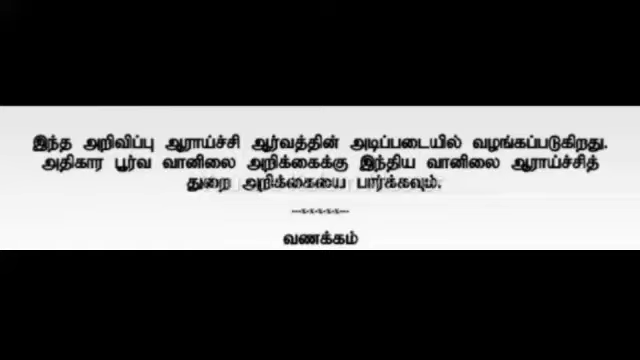 இந்த அறிவிப்பு ஆராய்ச்சி ஆர்வத்தின் அடிப்படையில் வழங்கப்படுகிறது.
அதிகார பூர்வ வானிலை அறிக்கைக்கு இந்திய வானிலை ஆராய்ச்சித்
துறை அறிக்கையை பார்க்கவும்.
---x-x-x-x---
வணக்கம்